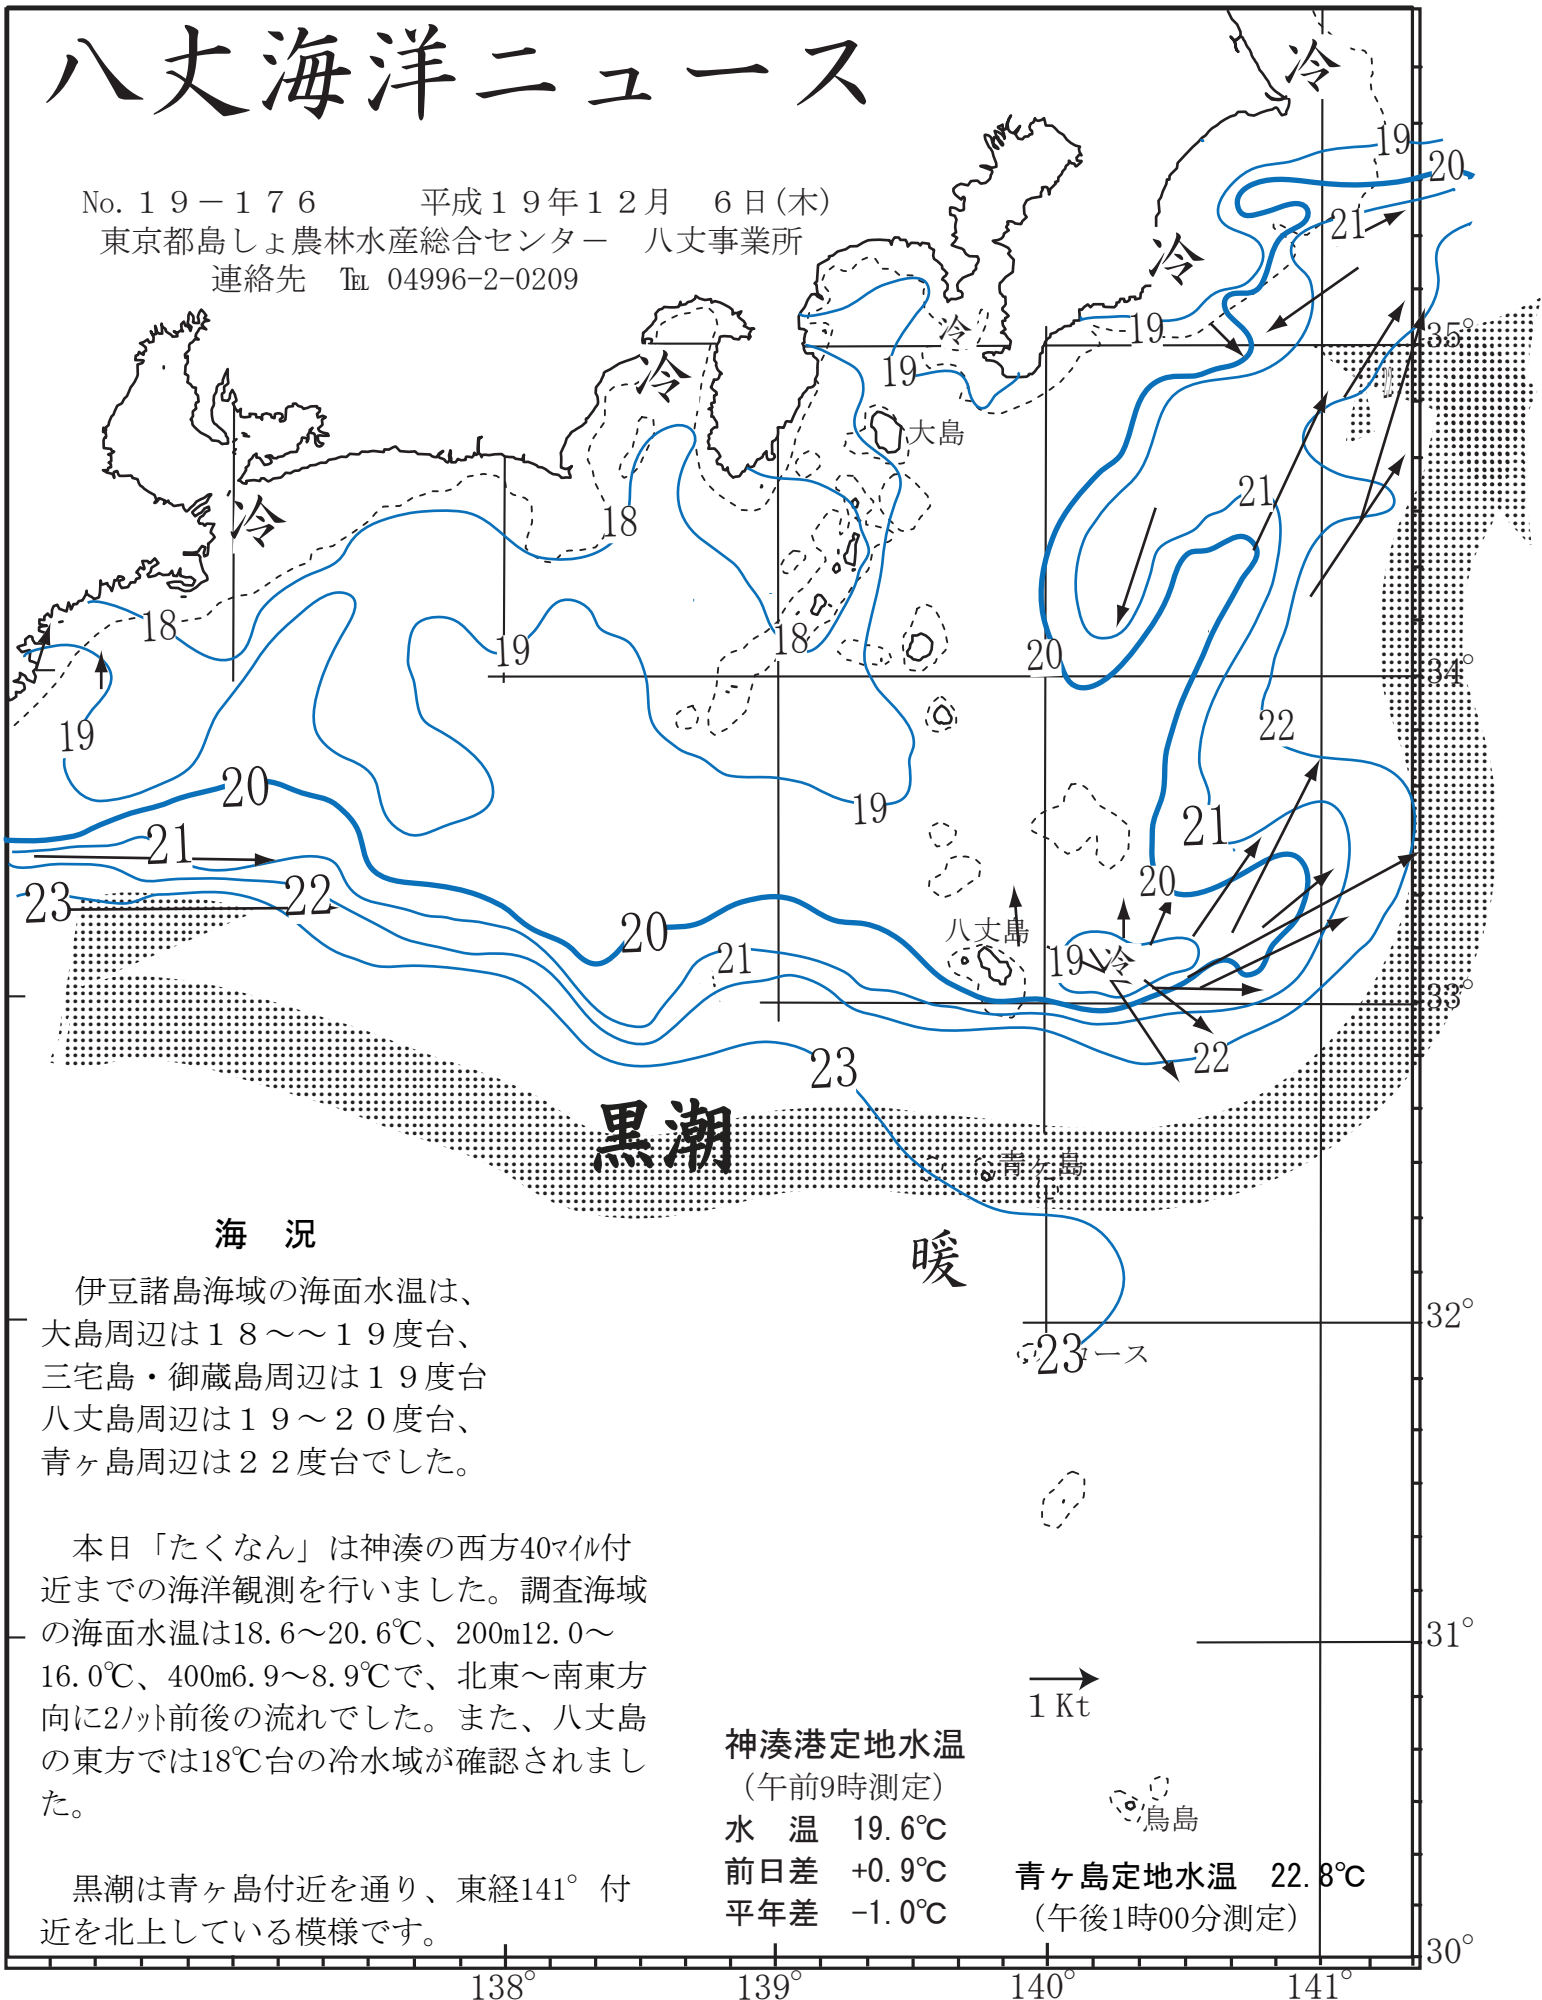 八丈海洋ニュース
No.１９－１７６　平成１９年１２月　６日(木)
東京都島しょ農林水産総合センター　八丈事業所
連絡先　℡ 04996-2-0209
冷
19
20
21
冷
19
35°
冷
19
冷
大島
冷
18
21
18
19
18
20
34°
19
22
20
19
21
21
20
23
22
20
八丈島
21
19
冷
33°
22
23
黒潮
青ヶ島
暖
32°
23
ース
31°
1 Kt
鳥島
30°
138°
139°
140°
141°
海　況
伊豆諸島海域の海面水温は、
大島周辺は１８～～１９度台、
三宅島・御蔵島周辺は１９度台
八丈島周辺は１９～２０度台、
青ヶ島周辺は２２度台でした。
本日「たくなん」は神湊の西方40ﾏｲﾙ付
近までの海洋観測を行いました。調査海域
の海面水温は18.6～20.6℃、200m12.0～
16.0℃、400m6.9～8.9℃で、北東～南東方
向に2ﾉｯﾄ前後の流れでした。また、八丈島
の東方では18℃台の冷水域が確認されまし
た。
黒潮は青ヶ島付近を通り、東経141°付
近を北上している模様です。
神湊港定地水温
（午前9時測定）
水　温　19.6℃
前日差　+0.9℃
平年差　-1.0℃
青ヶ島定地水温　22.8℃
（午後1時00分測定）